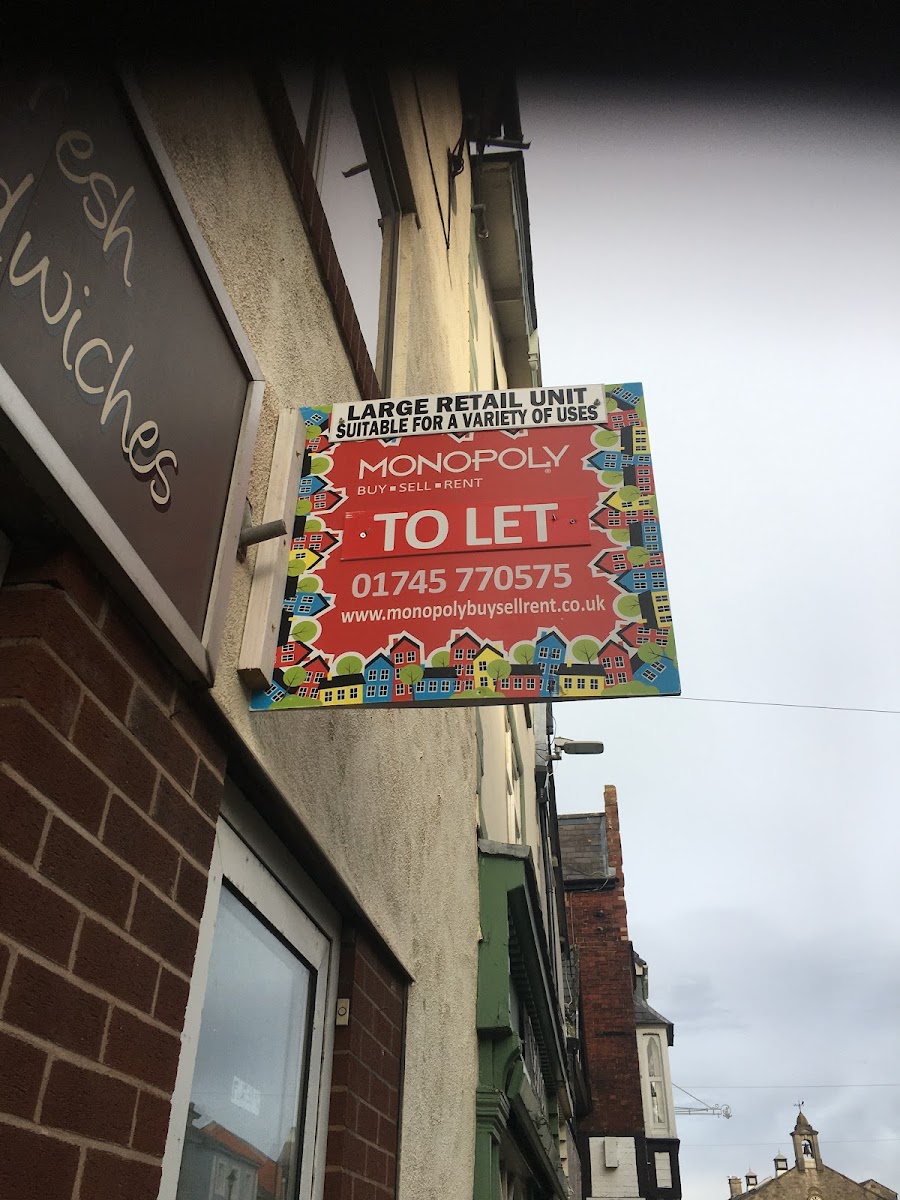 esh
dwiches
LARGE RETAIL UNIT
SUITABLE FOR A VARIETY OF USES
MONOPOLY
BUY ▪ SELL ▪ RENT
TO LET
01745 770575
www.monopolybuysellrent.co.uk